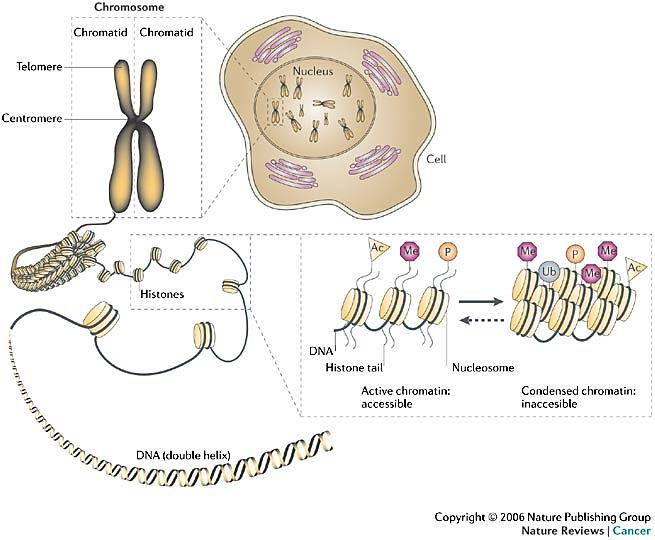 Chromosome
Chromatid Chromatid
Telomere
Centromere
Nucleus
Cell
Histones
Ac
Me
P
Me
P
Me
Ub
Me
Ac
DNA
Histone tail
Nucleosome
Active chromatin:
accessible
Condensed chromatin:
inaccesible
DNA (double helix)
Copyright © 2006 Nature Publishing Group
Nature Reviews | Cancer